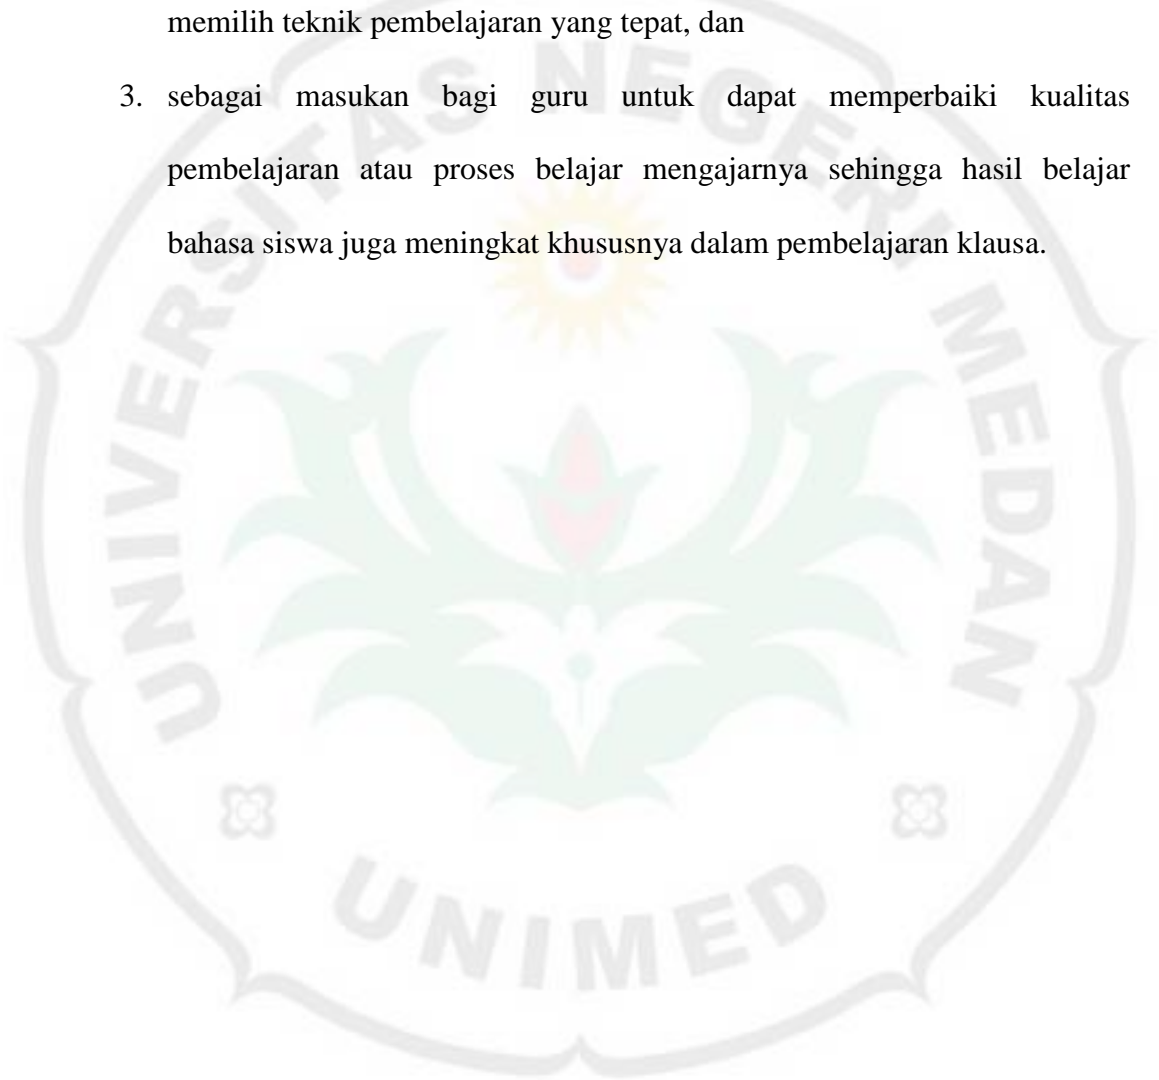 memilih teknik pembelajaran yang tepat, dan
3. sebagai masukan bagi guru untuk dapat memperbaiki kualitas
pembelajaran atau proses belajar mengajarnya sehingga hasil belajar
bahasa siswa juga meningkat khususnya dalam pembelajaran klausa.
UNIVERSITAS NEGERI MEDAN
UNIMED